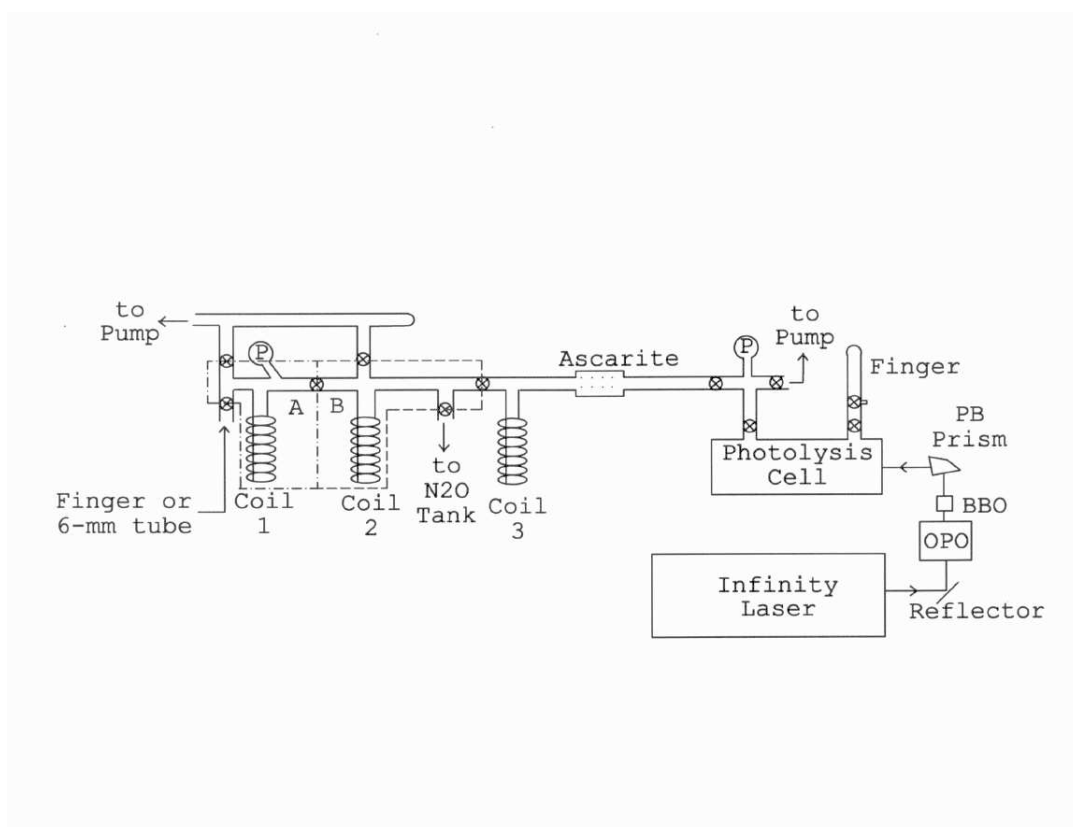 to
Pump
P
A
B
Finger or
6-mm tube
Coil
1
Coil
2
to
N2O
Tank
Coil
3
Ascarite
P
to
Pump
Finger
Photolysis
Cell
PB
Prism
BBO
OPO
Infinity
Laser
Reflector